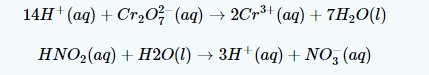 14H⁺(aq) + Cr₂O₇²⁻(aq) → 2Cr³⁺(aq) + 7H₂O(l)
HNO₂(aq) + H2O(l) → 3H⁺(aq) + NO₃⁻(aq)